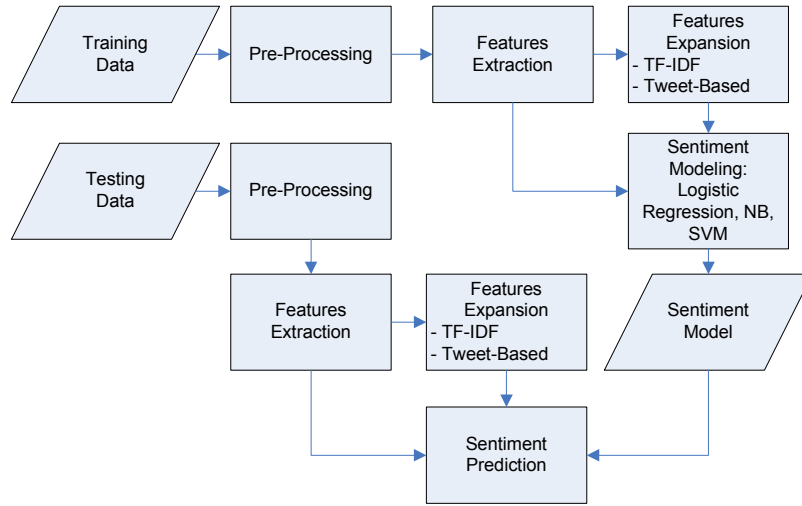 Training
Data
Pre-Processing
Features
Extraction
Features
Expansion
- TF-IDF
- Tweet-Based
Sentiment
Modeling:
Logistic
Regression, NB,
SVM
Testing
Data
Pre-Processing
Features
Extraction
Features
Expansion
- TF-IDF
- Tweet-Based
Sentiment
Model
Sentiment
Prediction